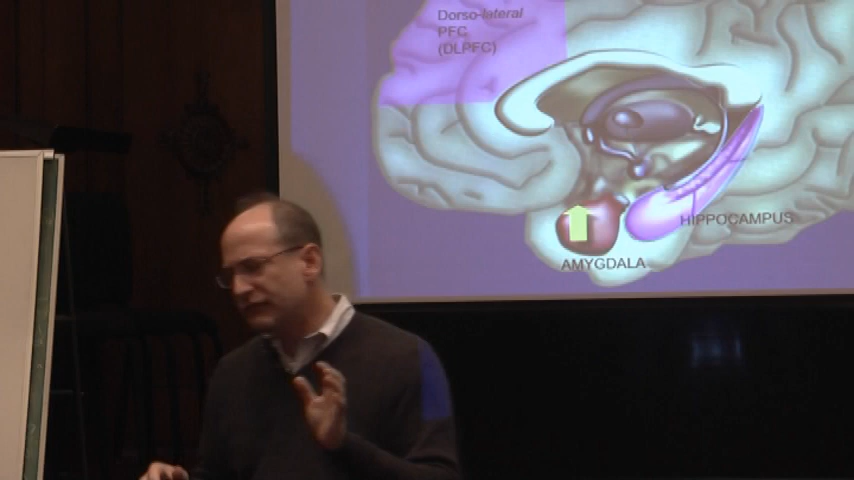 Dorso-lateral
PFC
(DLPFC)
HIPPOCAMPUS
AMYGDALA